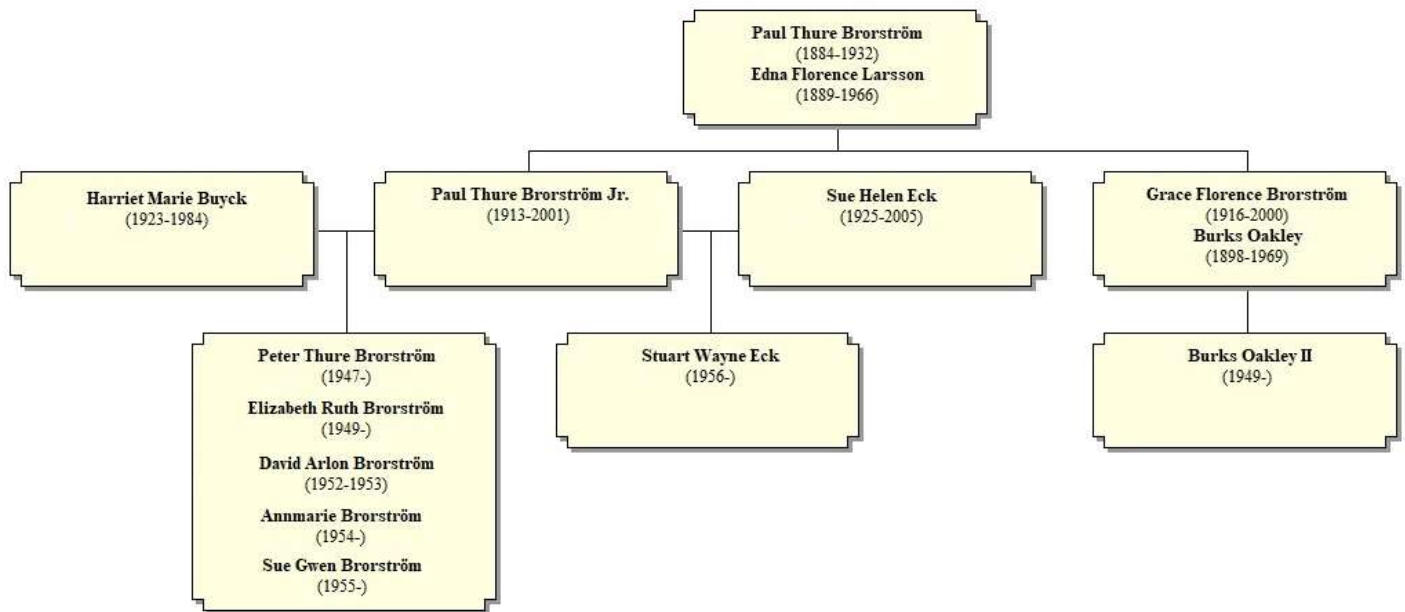 Paul Thure Brorström
(1884-1932)
Edna Florence Larsson
(1889-1966)
Harriet Marie Buyck
(1923-1984)
Paul Thure Brorström Jr.
(1913-2001)
Sue Helen Eck
(1925-2005)
Grace Florence Brorström
(1916-2000)
Burks Oakley
(1898-1969)
Peter Thure Brorström
(1947-)
Elizabeth Ruth Brorström
(1949-)
David Arlon Brorström
(1952-1953)
Annmarie Brorström
(1954-)
Sue Gwen Brorström
(1955-)
Stuart Wayne Eck
(1956-)
Burks Oakley II
(1949-)